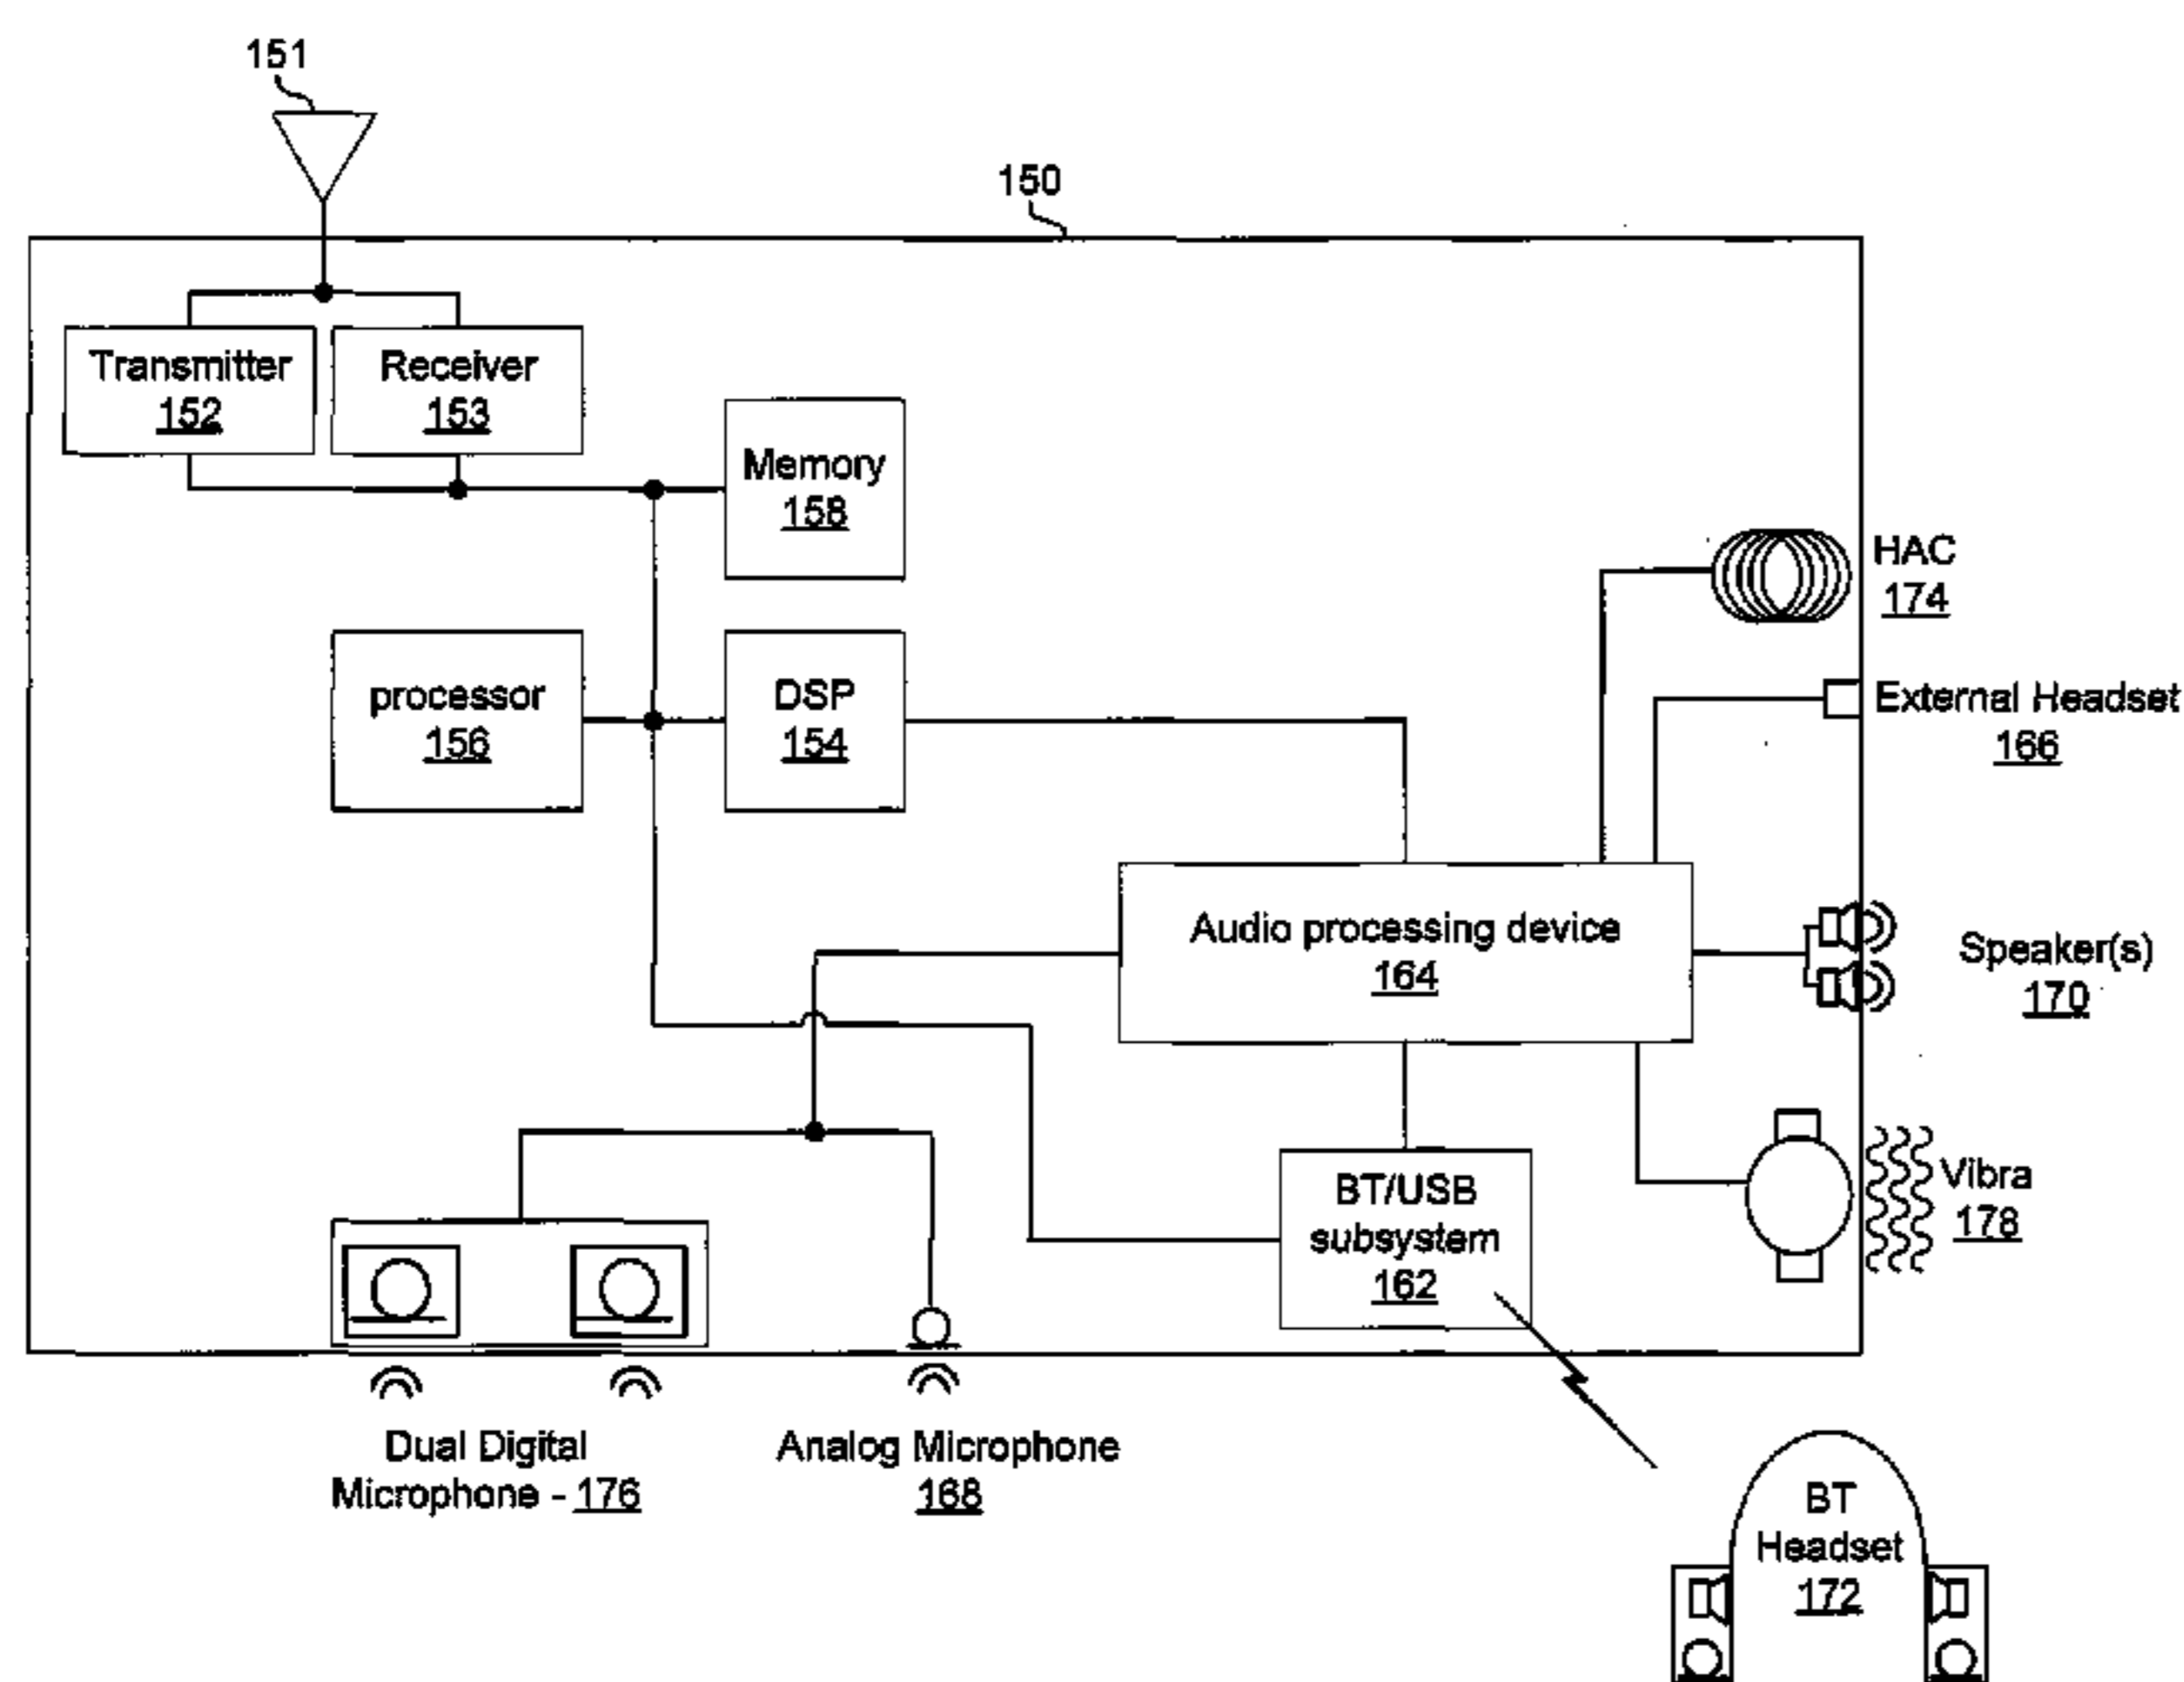 151
150
Transmitter
152
Receiver
153
Memory
158
HAC
174
processor
156
DSP
154
External Headset
166
Audio processing device
164
Speaker(s)
170
BT/USB
subsystem
162
Vibra
178
Dual Digital
Microphone - 176
Analog Microphone
168
BT
Headset
172